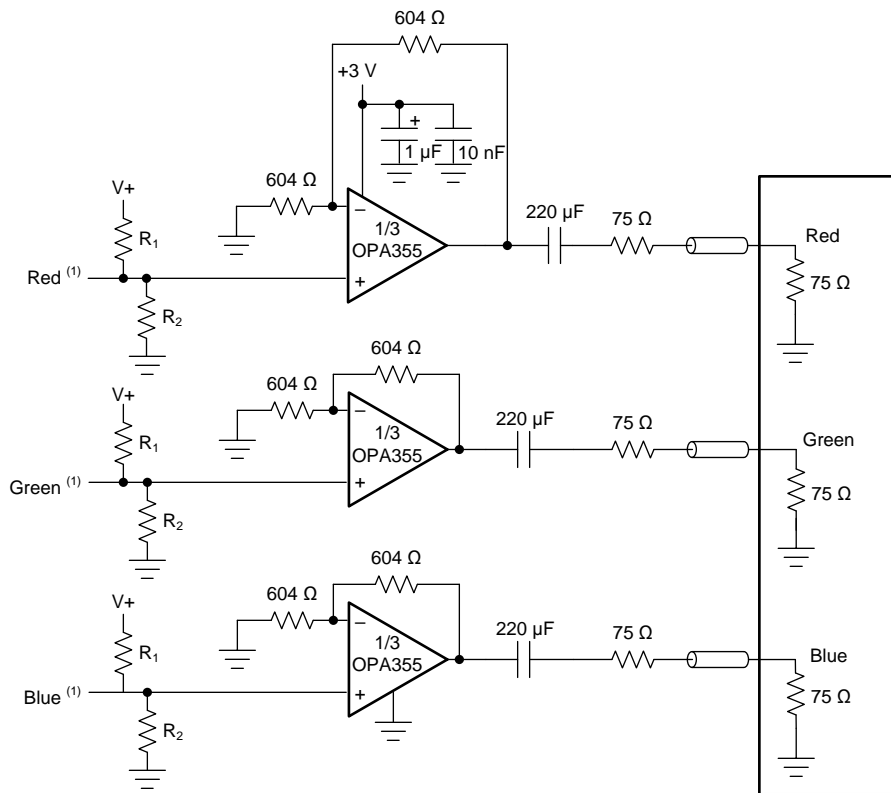 604 Ω
+3 V
+
1 µF
10 nF
604 Ω
V+
R1
Red (1)
R2
−
+
1/3
OPA355
220 µF
75 Ω
Red
75 Ω
604 Ω
604 Ω
V+
R1
Green (1)
R2
−
+
1/3
OPA355
220 µF
75 Ω
Green
75 Ω
604 Ω
604 Ω
V+
R1
Blue (1)
R2
−
+
1/3
OPA355
220 µF
75 Ω
Blue
75 Ω